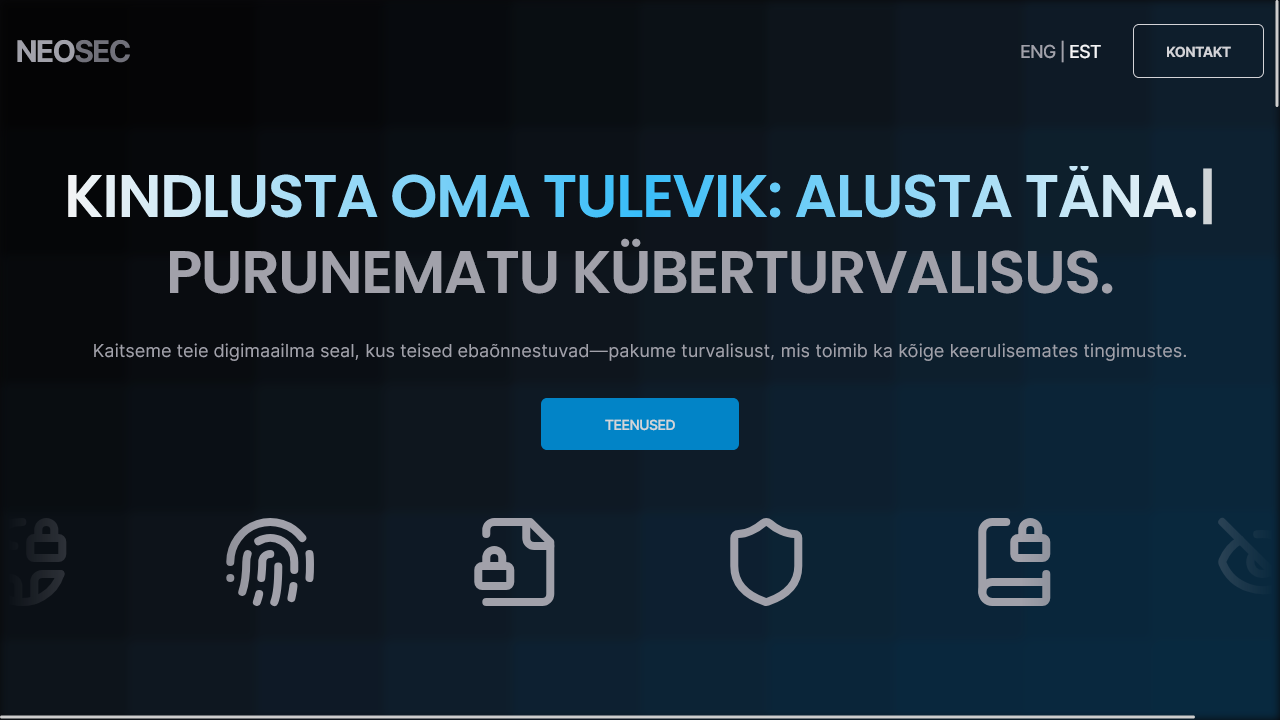 NEOSEC
ENG | EST
KONTAKT
KINDLUSTA OMA TULEVIK: ALUSTA TÄNA.|
PURUNEMATU KÜBERTURVALISUS.
Kaitseme teie digimaailma seal, kus teised ebaõnnestuvad—pakume turvalisust, mis toimib ka kõige keerulisemates tingimustes.
TEENUSED